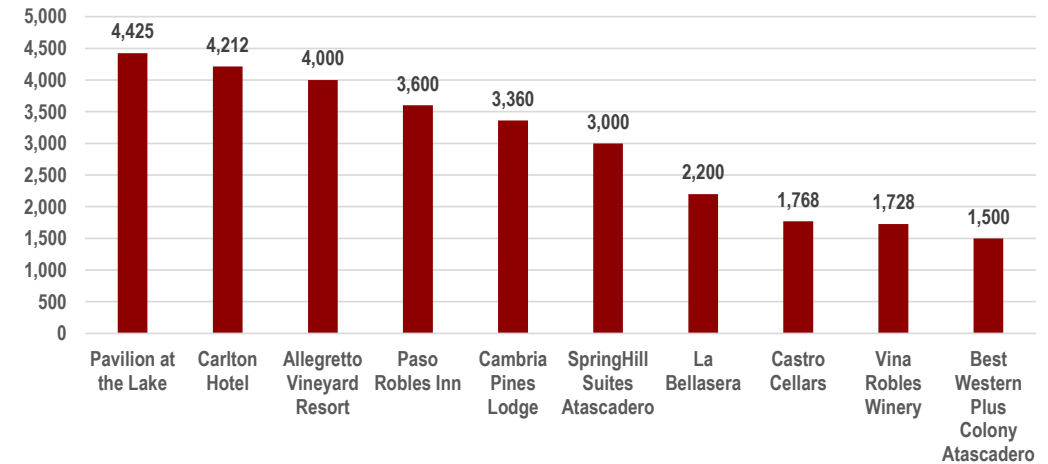 5,000
4,500
4,000
3,500
3,000
2,500
2,000
1,500
1,000
500
0
4,425
4,212
4,000
3,600
3,360
3,000
2,200
1,768
1,728
1,500
Pavilion at
the Lake
Carlton
Hotel
Allegretto
Vineyard
Resort
Paso
Robles Inn
Cambria
Pines
Lodge
SpringHill
Suites
Atascadero
La
Bellasera
Castro
Cellars
Vina
Robles
Winery
Best
Western
Plus
Colony
Atascadero